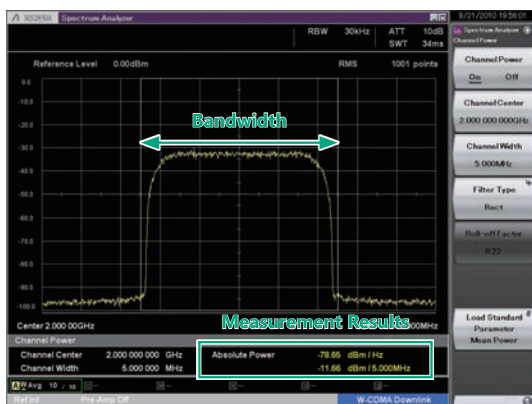 MS2830A Spectrum Analyzer
9/21/2010 19:56:01
RBW 30kHz ATT 10dB
SWT 34ms
Spectrum Analyzer
Channel Power
Reference Level 0.00dBm RMS 1001 points
Channel Power
On Off
0.0
-10.0
Channel Center
2.000 000 000GHz
-20.0
Bandwidth
-30.0
Channel Width
5.000MHz
-40.0
-50.0
Filter Type
Rect
-60.0
-70.0
Roll-off Factor
0.22
-80.0
-90.0
-100.0
Center 2.000 00GHz
Measurement Results
Load Standard
Parameter
Mean Power
Channel Power
Channel Center 2.000 000 000 GHz Absolute Power -78.65 dBm / Hz
Channel Width 5.000 000 MHz -11.66 dBm / 5.000MHz
Avg 10 / 10
Ref.Int Pre-Amp Off W-CDMA Downlink